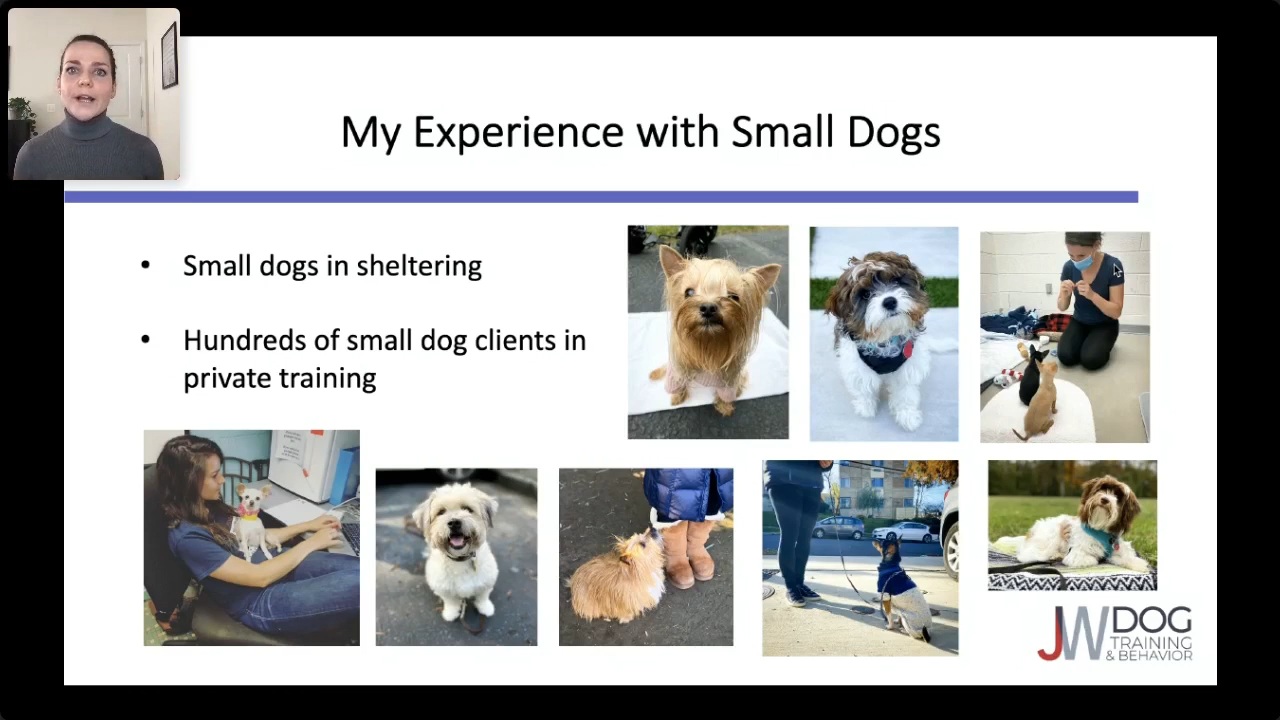 My Experience with Small Dogs
• Small dogs in sheltering
• Hundreds of small dog clients in
private training
JW DOG
TRAINING
& BEHAVIOR